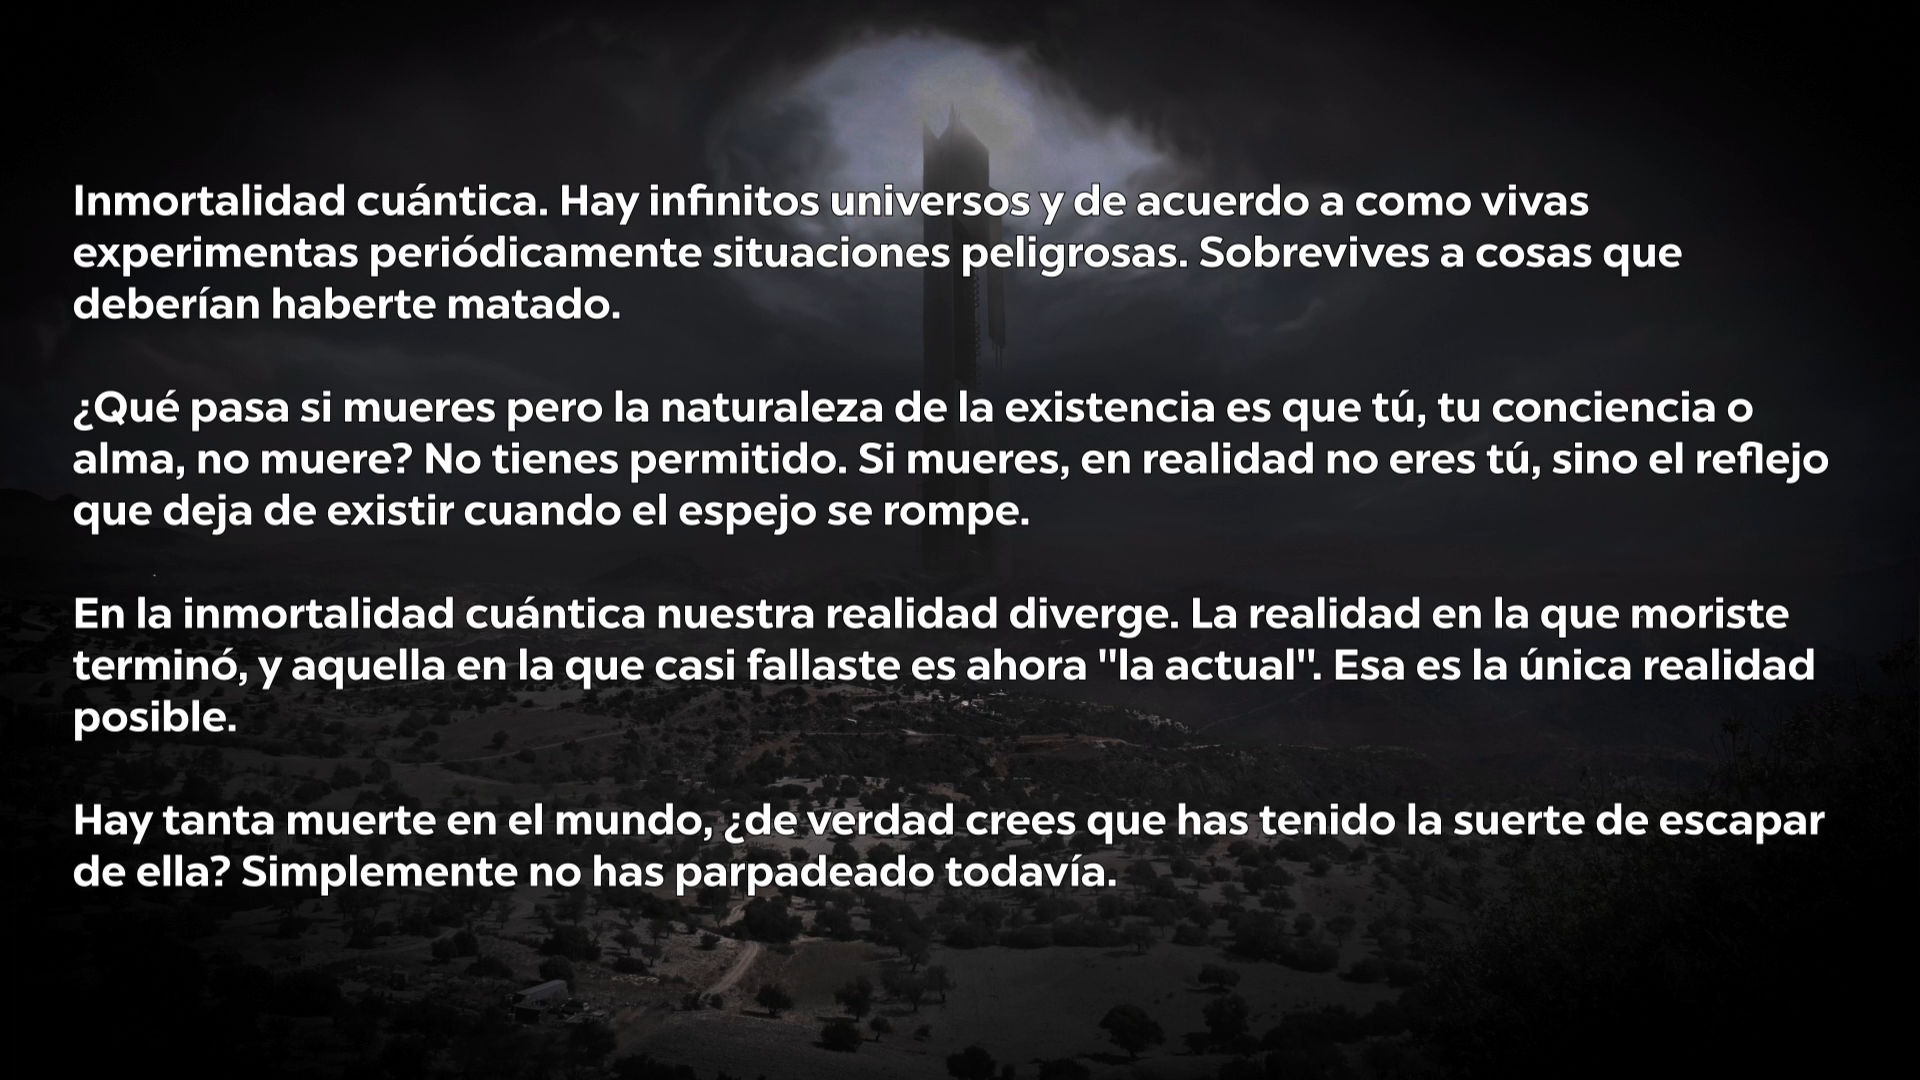 Inmortalidad cuántica. Hay infinitos universos y de acuerdo a como vivas
experimentas periódicamente situaciones peligrosas. Sobrevives a cosas que
deberían haberte matado.
¿Qué pasa si mueres pero la naturaleza de la existencia es que tú, tu conciencia o
alma, no muere? No tienes permitido. Si mueres, en realidad no eres tú, sino el reflejo
que deja de existir cuando el espejo se rompe.
En la inmortalidad cuántica nuestra realidad diverge. La realidad en la que moriste
terminó, y aquella en la que casi fallaste es ahora "la actual". Esa es la única realidad
posible.
Hay tanta muerte en el mundo, ¿de verdad crees que has tenido la suerte de escapar
de ella? Simplemente no has parpadeado todavía.